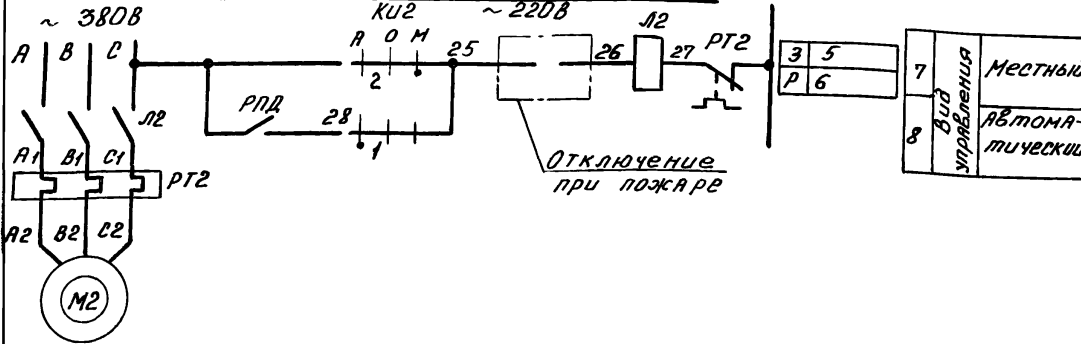 ~ 380В
КИ2
~ 220В
А В С
А О М
2
25
26
Л2
27
РТ2
З 5
Р 6
7
8
Вид управления
Местный
Автоматический
РПД
28
1
Л2
А1 В1 С1
РТ2
Отключение
при пожаре
А2 В2 С2
М2